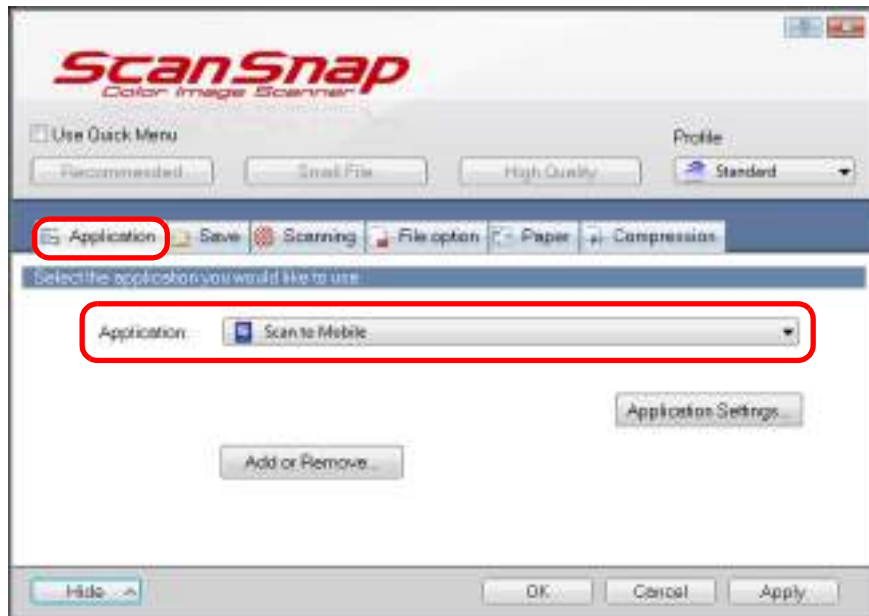 ScanSnap
Color Image Scanner
Use Quick Menu
Profile
Recommended Small File High Quality Standard
Application Save Scanning File option Paper Compression
Select the application you would like to use.
Application: Scan to Mobile
Application Settings...
Add or Remove...
Hide OK Cancel Apply